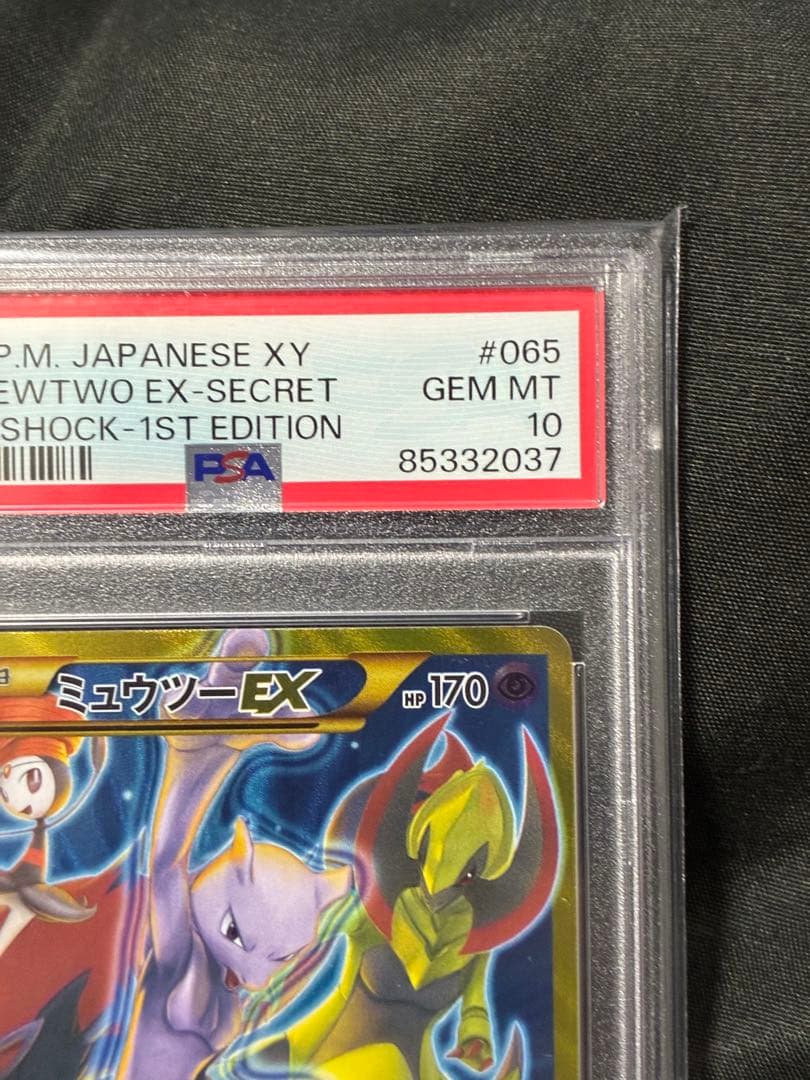 P.M. JAPANESE XY #065
EWTWO EX-SECRET GEM MT
SHOCK-1ST EDITION 10
PSA 85332037
ミュウツーEX HP170